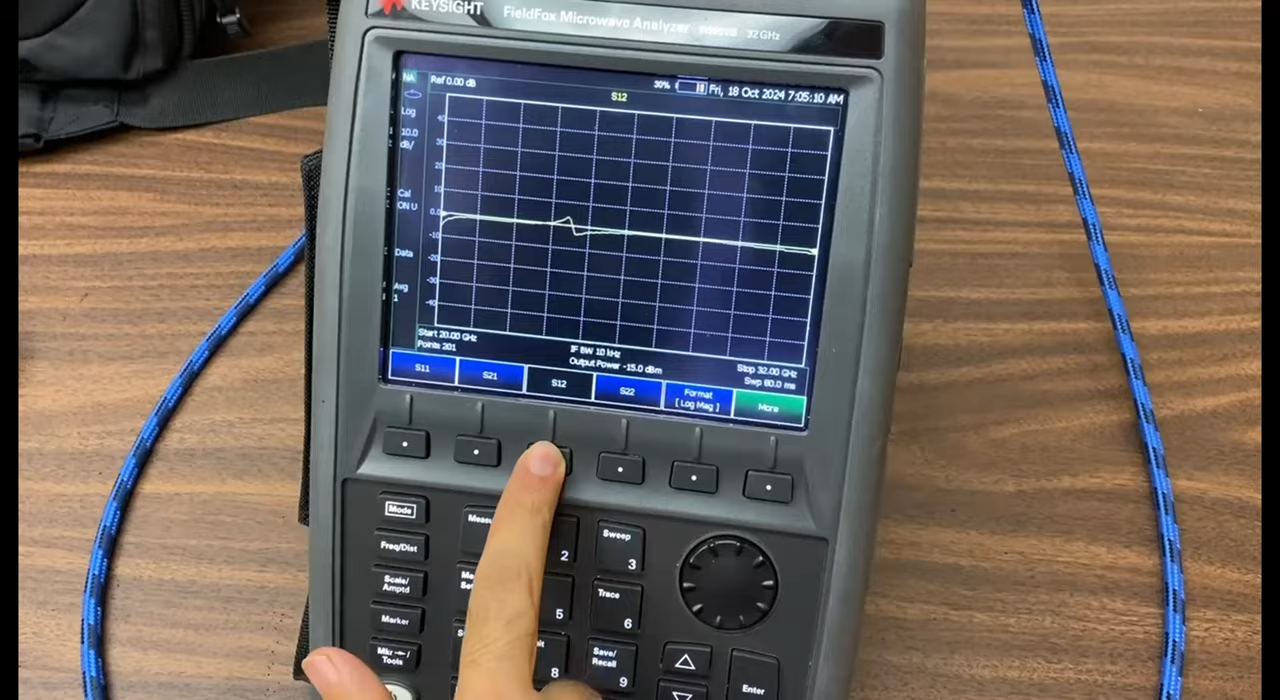 KEYSIGHT FieldFox Microwave Analyzer 32 GHz
NA Ref 0.00 dB 30% Fri, 18 Oct 2024 7:05:10 AM
S12
Log
10.0
dB/
Cal
ON U
Data
Avg
1
40
30
20
10
0.0
-10
-20
-30
-40
Start 20.00 GHz IF BW 10 kHz Stop 32.00 GHz
Points 201 Output Power -15.0 dBm Swp 80.0 ms
S11 S21 S12 S22 Format
[ Log Mag ] More
Mode
2 Sweep
3
Freq/Dist
Scale/
Amptd
5 Trace
6
Marker
Mkr→/
Tools
8 Save/
Recall
9
Enter